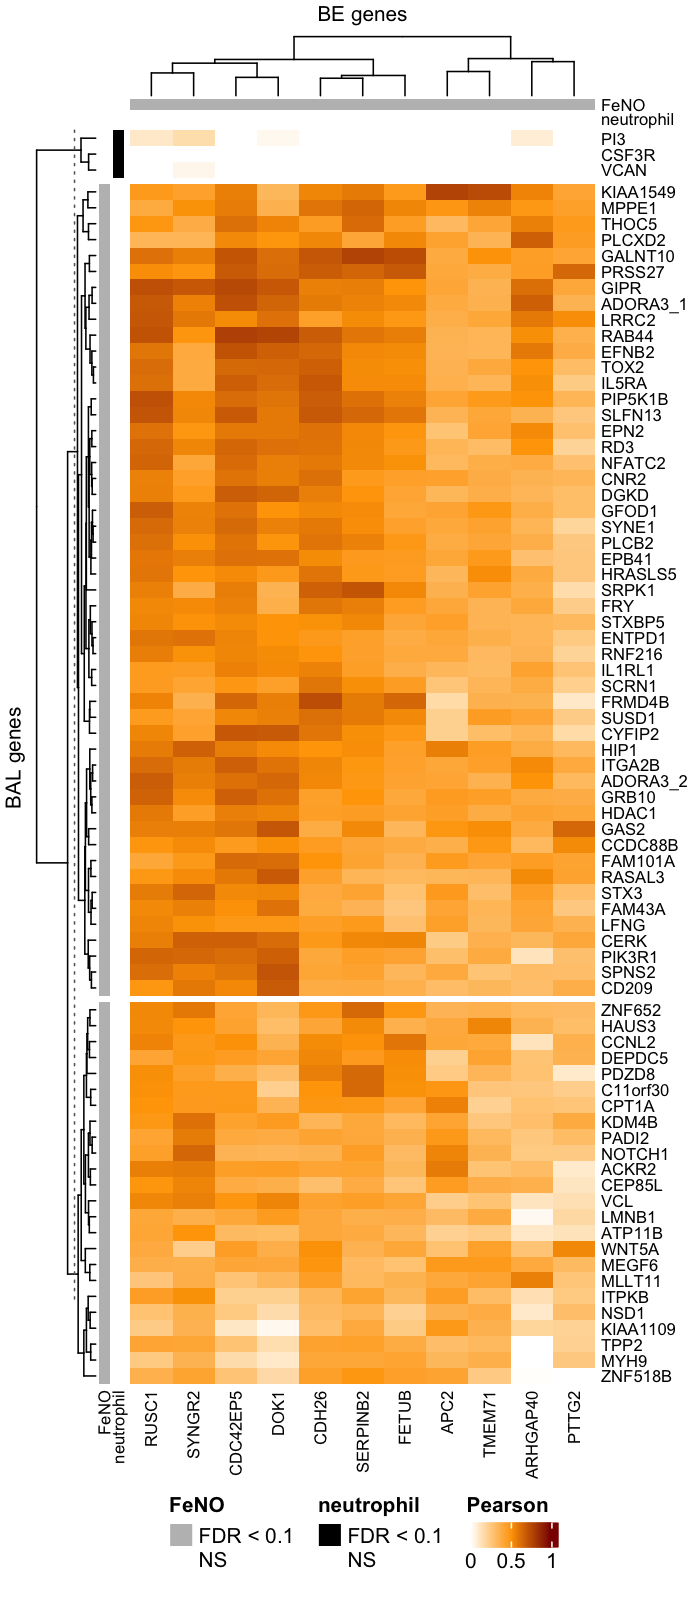 BE genes
FeNO
neutrophil
PI3
CSF3R
VCAN
KIAA1549
MPPE1
THOC5
PLCXD2
GALNT10
PRSS27
GIPR
ADORA3_1
LRRC2
RAB44
EFNB2
TOX2
IL5RA
PIP5K1B
SLFN13
EPN2
RD3
NFATC2
CNR2
DGKD
GFOD1
SYNE1
PLCB2
EPB41
HRASLS5
SRPK1
FRY
STXBP5
ENTPD1
RNF216
IL1RL1
SCRN1
FRMD4B
SUSD1
CYFIP2
HIP1
ITGA2B
ADORA3_2
GRB10
HDAC1
GAS2
CCDC88B
FAM101A
RASAL3
STX3
FAM43A
LFNG
CERK
PIK3R1
SPNS2
CD209
ZNF652
HAUS3
CCNL2
DEPDC5
PDZD8
C11orf30
CPT1A
KDM4B
PADI2
NOTCH1
ACKR2
CEP85L
VCL
LMNB1
ATP11B
WNT5A
MEGF6
MLLT11
ITPKB
NSD1
KIAA1109
TPP2
MYH9
ZNF518B
BAL genes
FeNO
neutrophil
RUSC1
SYNGR2
CDC42EP5
DOK1
CDH26
SERPINB2
FETUB
APC2
TMEM71
ARHGAP40
PTTG2
FeNO neutrophil Pearson
FDR < 0.1 FDR < 0.1
NS NS 0 0.5 1